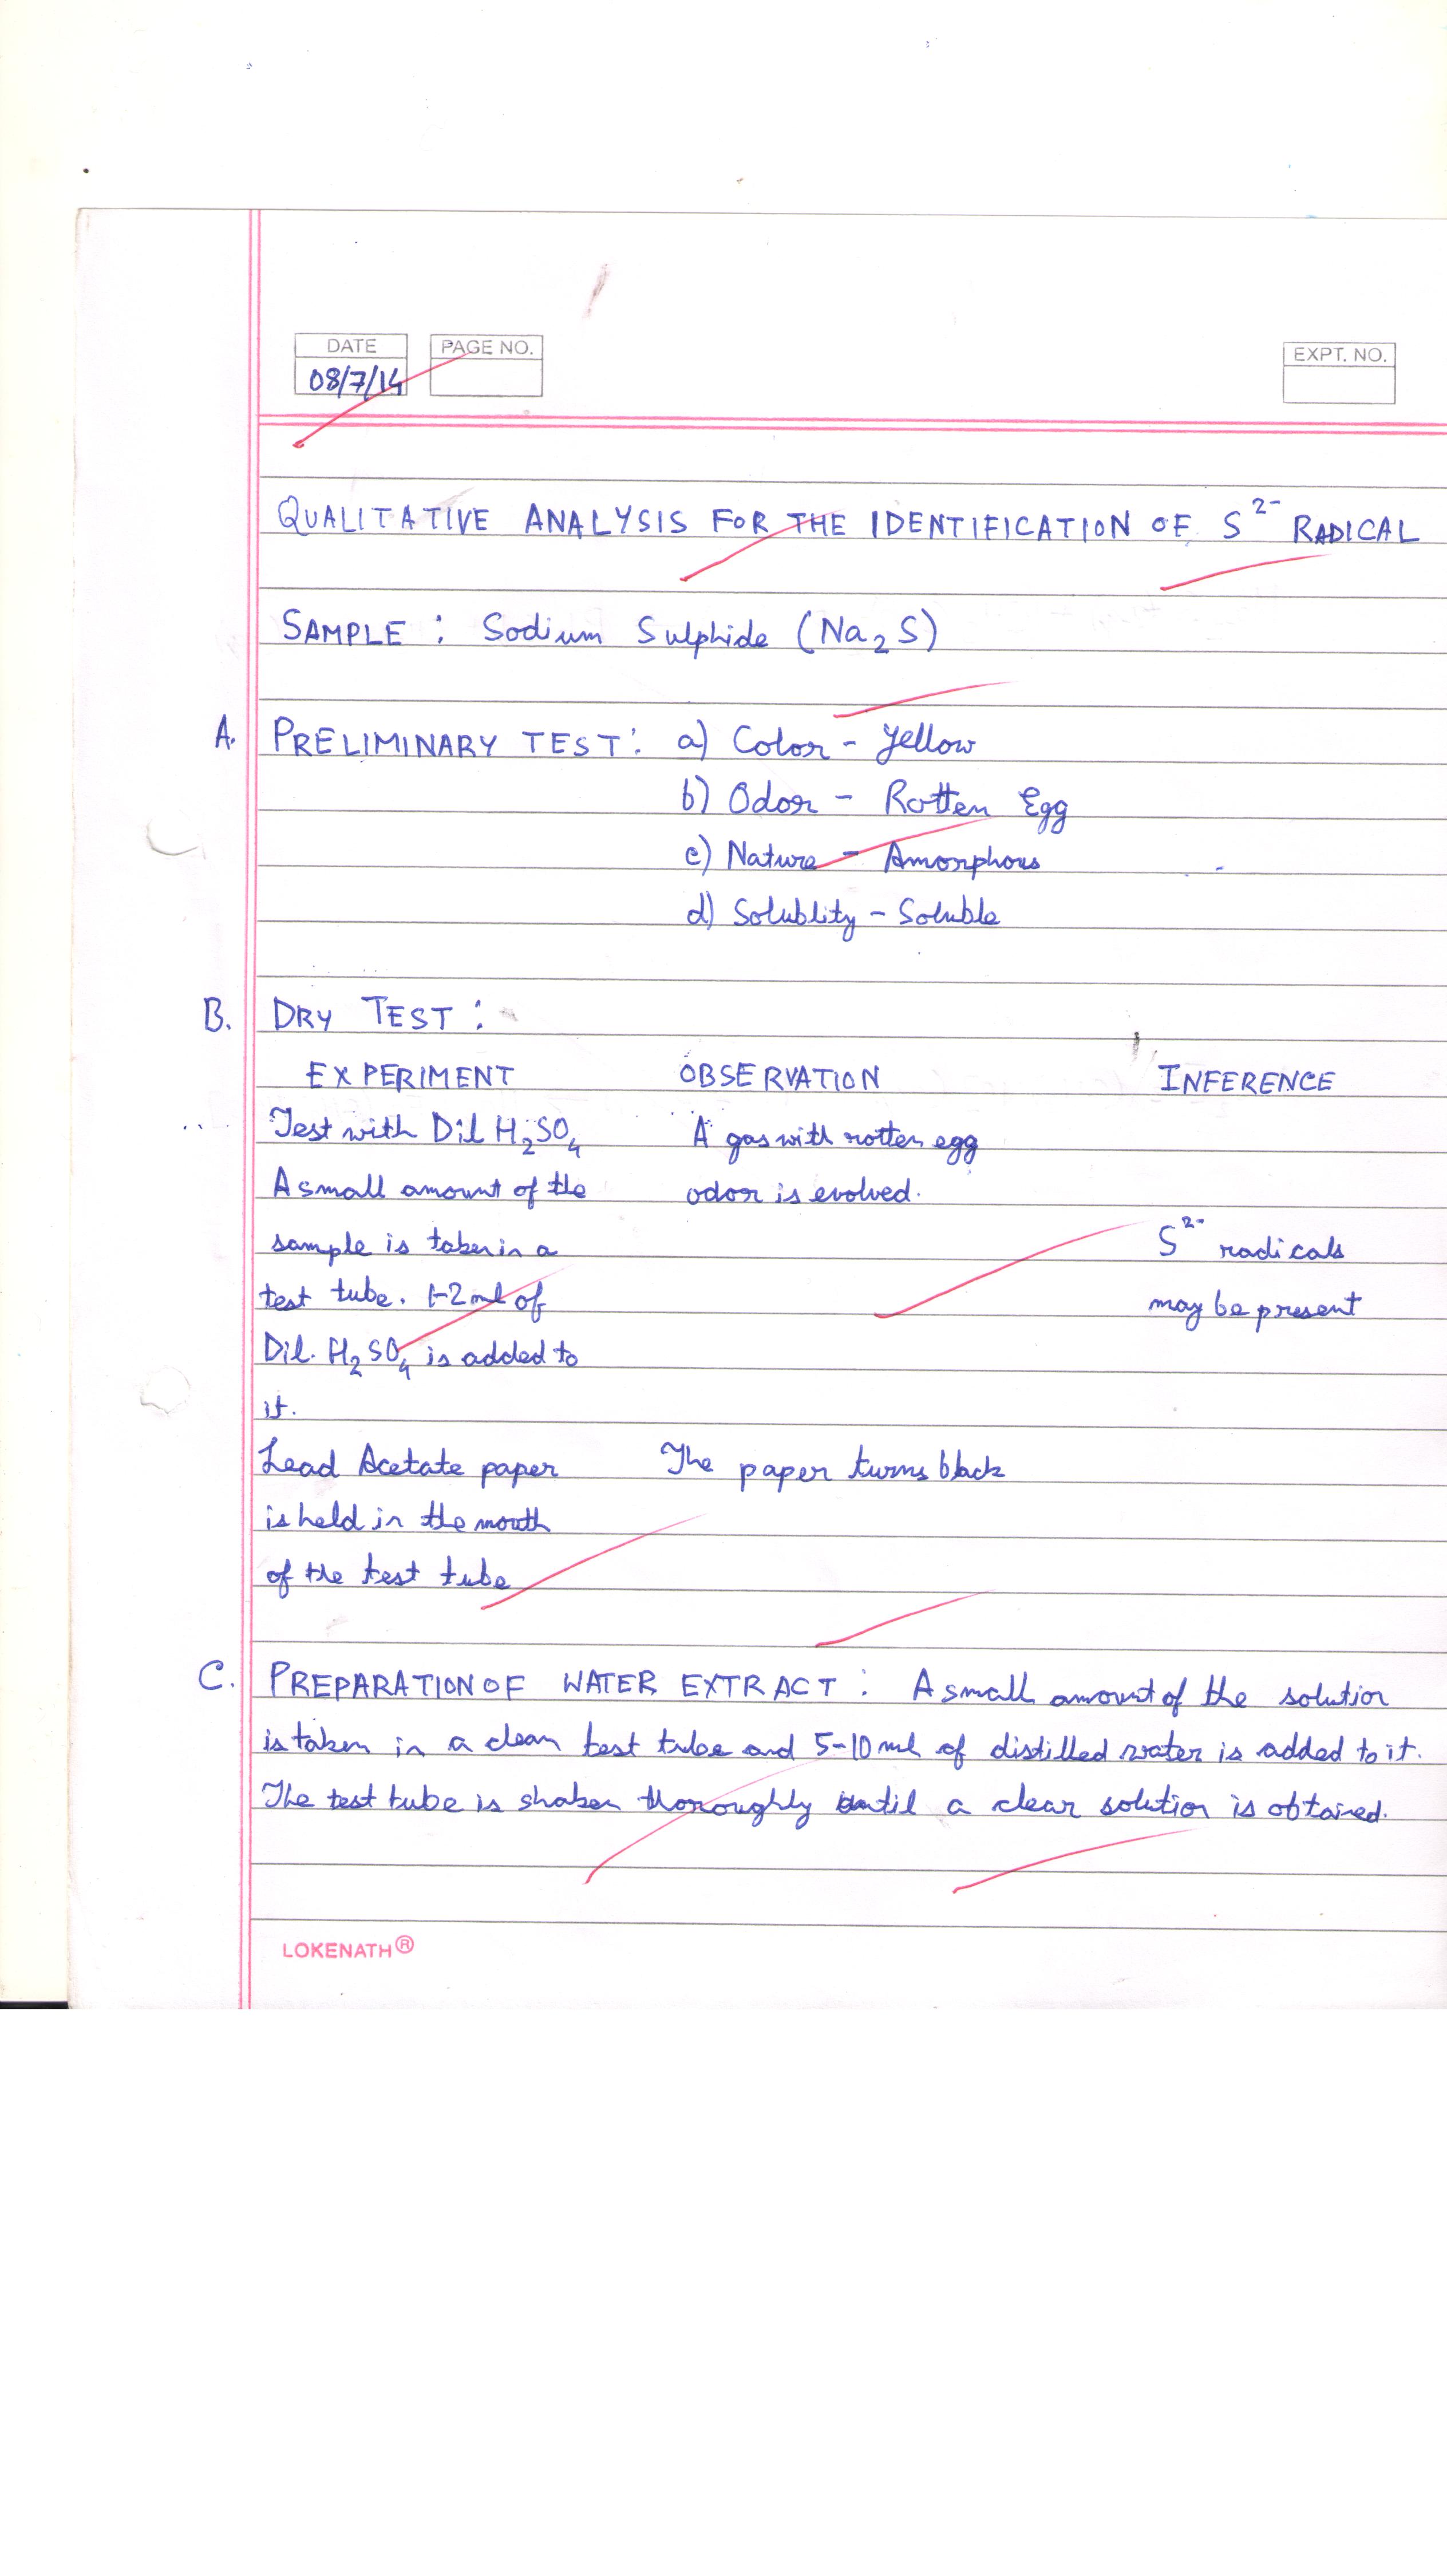 DATE PAGE NO. EXPT. NO.
08/7/14
QUALITATIVE ANALYSIS FOR THE IDENTIFICATION OF S²⁻ RADICAL
SAMPLE : Sodium Sulphide (Na₂S)
A. PRELIMINARY TEST: a) Color - Yellow
b) Odor - Rotten Egg
c) Nature - Amorphous
d) Solublity - Soluble
B. DRY TEST:
EXPERIMENT OBSERVATION INFERENCE
Test with Dil H₂SO₄ A gas with rotten egg
A small amount of the odor is evolved.
sample is taken in a S²⁻ radicals
test tube. 1-2 ml of may be present
Dil. H₂SO₄ is added to
it.
Lead Acetate paper The paper turns black
is held in the mouth
of the test tube
C. PREPARATION OF WATER EXTRACT : A small amount of the solution
is taken in a clean test tube and 5-10 ml of distilled water is added to it.
The test tube is shaken thoroughly until a clear solution is obtained.
LOKENATH®